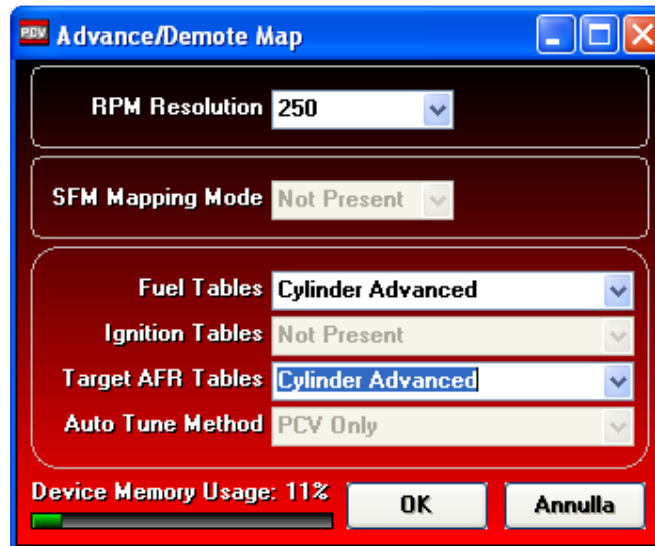 PCV Advance/Demote Map
RPM Resolution 250
SFM Mapping Mode Not Present
Fuel Tables Cylinder Advanced
Ignition Tables Not Present
Target AFR Tables Cylinder Advanced
Auto Tune Method PCV Only
Device Memory Usage: 11% OK Annulla